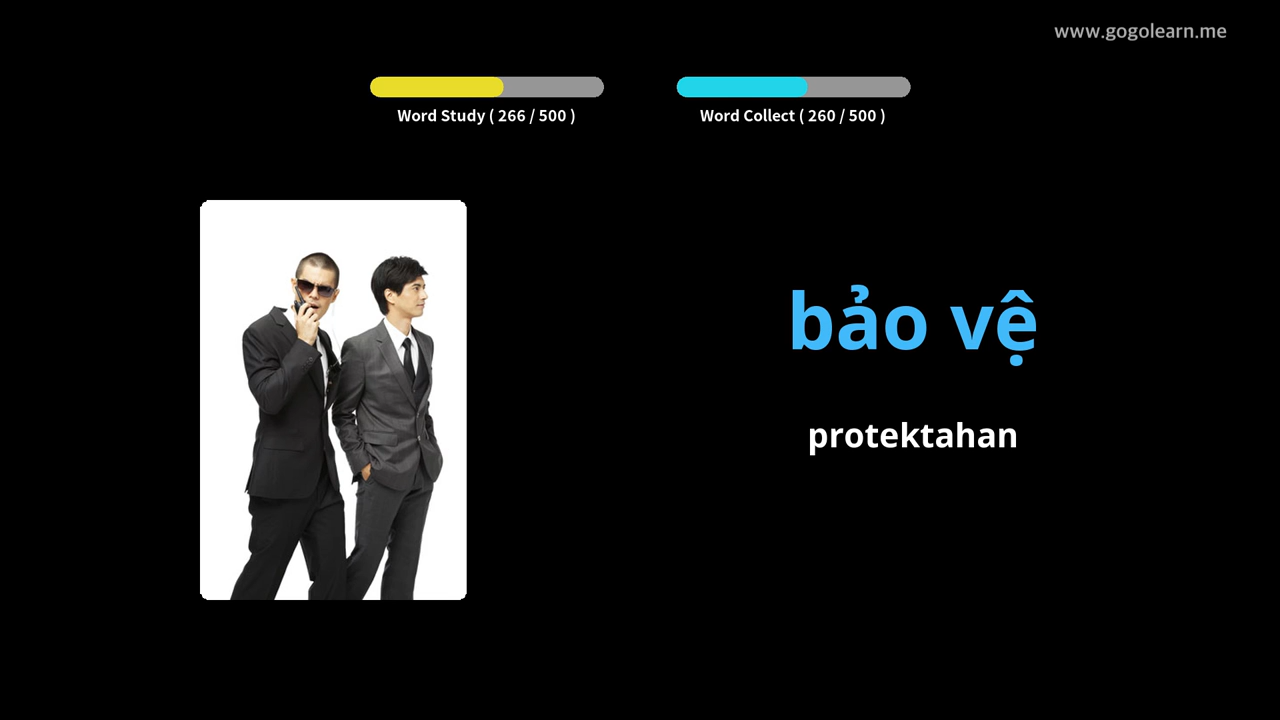 www.gogolearn.me
Word Study ( 266 / 500 )
Word Collect ( 260 / 500 )
bảo vệ
protektahan